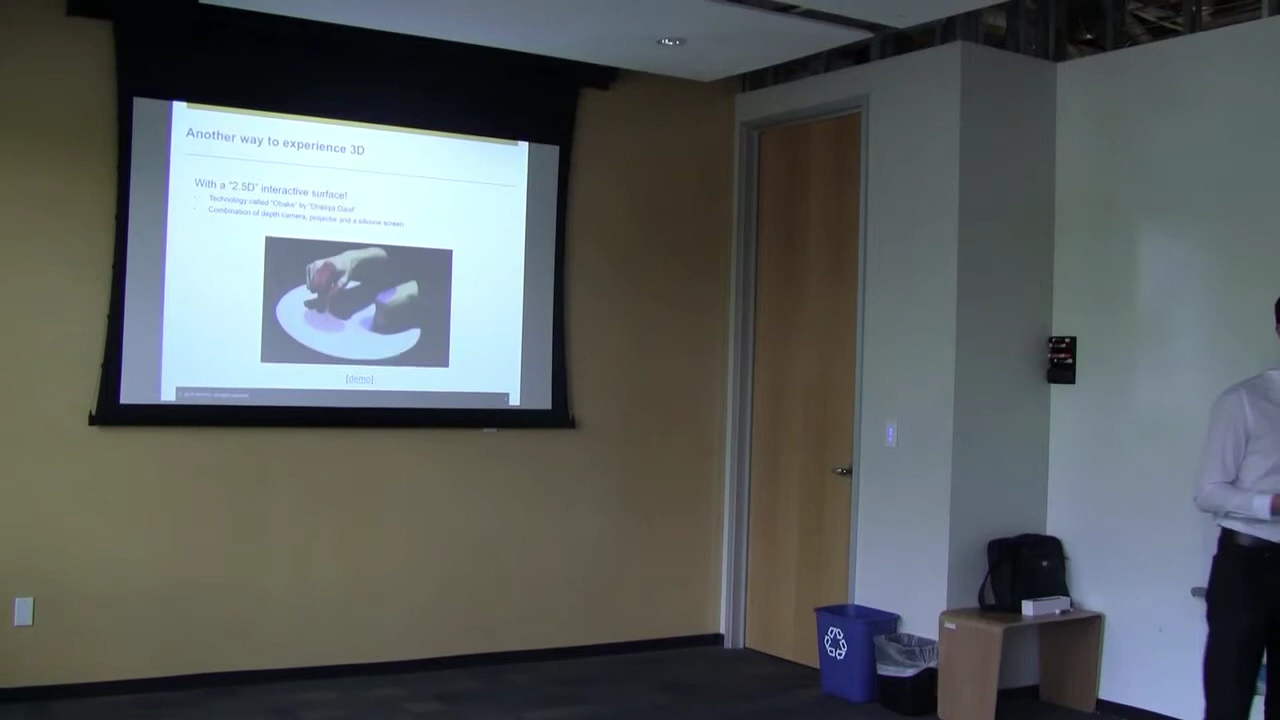 Another way to experience 3D
With a "2.5D" interactive surface!
Technology called "Obake" by "Dhairya Dand"
Combination of depth camera, projector and a silicone screen
[demo]